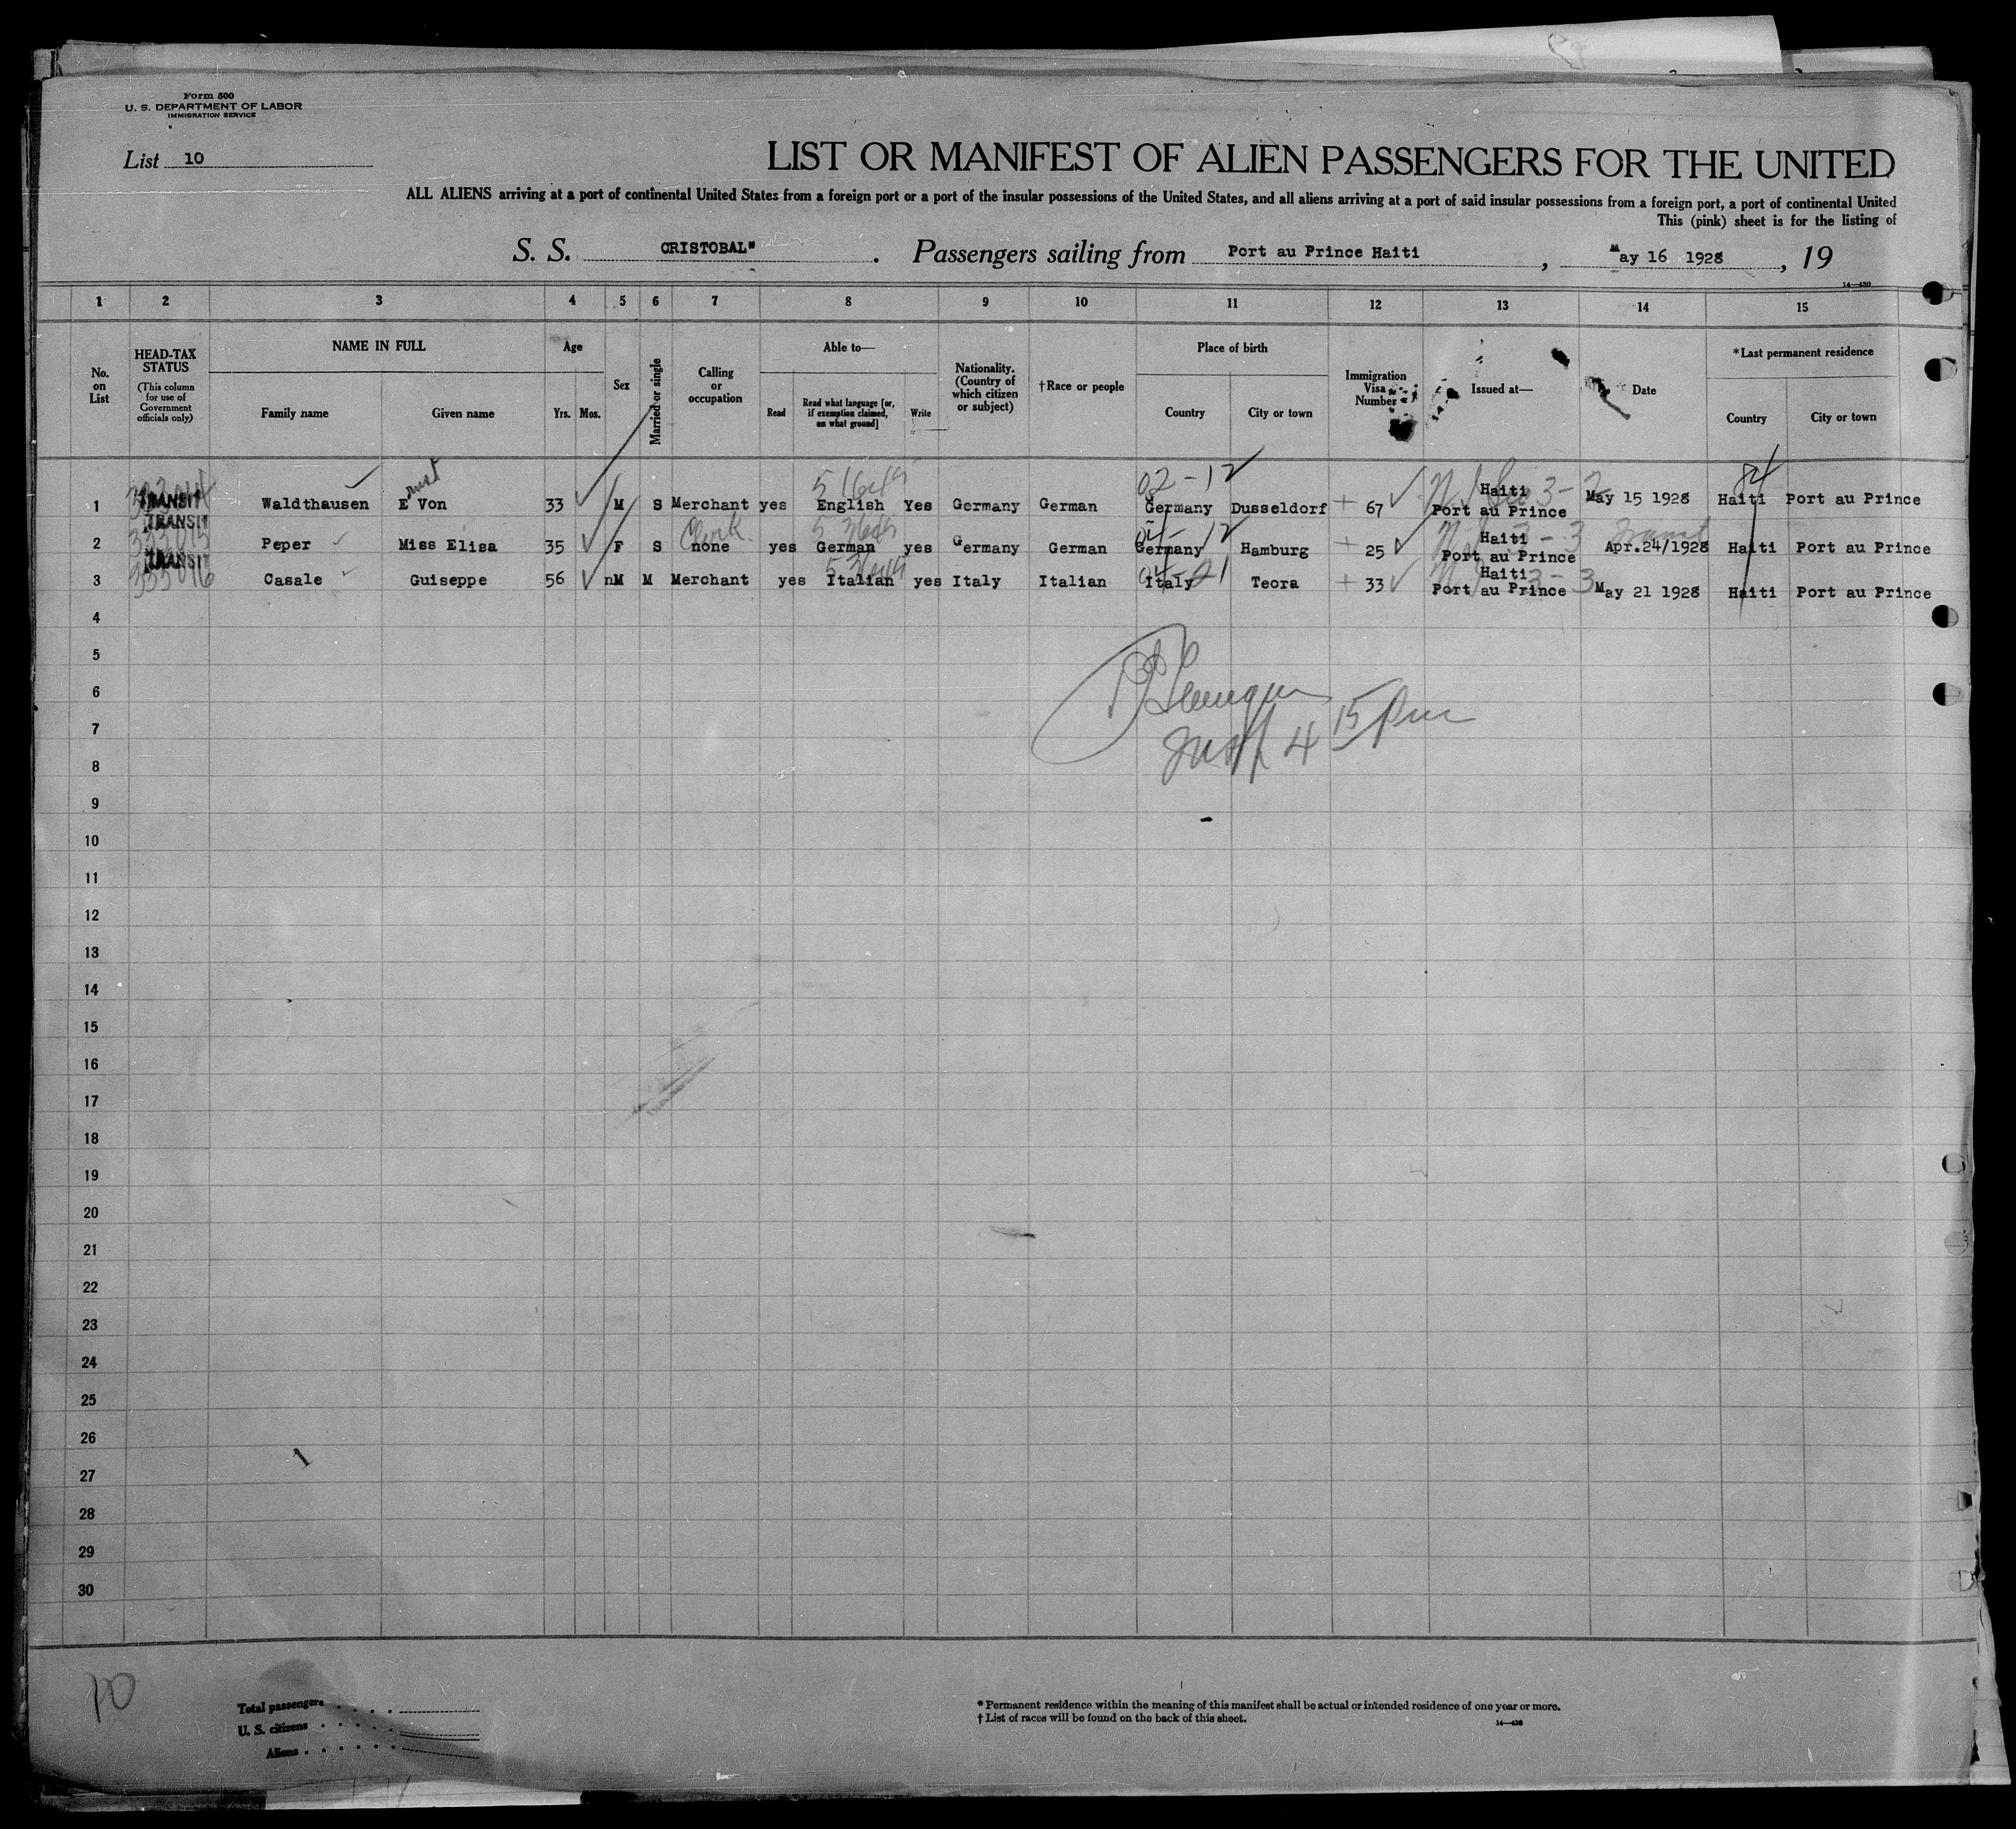 Form 500
U. S. DEPARTMENT OF LABOR
IMMIGRATION SERVICE
List 10
LIST OR MANIFEST OF ALIEN PASSENGERS FOR THE UNITED
ALL ALIENS arriving at a port of continental United States from a foreign port or a port of the insular possessions of the United States, and all aliens arriving at a port of said insular possessions from a foreign port, a port of continental United
This (pink) sheet is for the listing of
S. S. CRISTOBAL" . Passengers sailing from Port au Prince Haiti , May 16 1928 , 19
14—430
1 2 3 4 5 6 7 8 9 10 11 12 13 14 15
No. on List
HEAD-TAX STATUS (This column for use of Government officials only)
NAME IN FULL Family name Given name
Age Yrs. Mos.
Sex
Married or single
Calling or occupation
Able to— Read Read what language [or, if exemption claimed, on what ground] Write
Nationality. (Country of which citizen or subject)
†Race or people
Place of birth Country City or town
Immigration Visa Number
Issued at—
Date
*Last permanent residence Country City or town
02-12 84
1 TRANSIT Waldthausen E Von 33 M S Merchant yes English Yes Germany German Germany Dusseldorf 67 Haiti Port au Prince May 15 1928 Haiti Port au Prince
Clerk
2 TRANSIT Peper Miss Elisa 35 F S none yes German yes Germany German Germany Hamburg 25 Haiti Port au Prince Apr.24/1928 Haiti Port au Prince
3 TRANSIT Casale Guiseppe 56 nM M Merchant yes Italian yes Italy Italian Italy Teora 33 Haiti Port au Prince May 21 1928 Haiti Port au Prince
4
5
6
7
8
9
10
11
12
13
14
15
16
17
18
19
20
21
22
23
24
25
26
27
28
29
30
10
Total passengers
U. S. citizens
Aliens
* Permanent residence within the meaning of this manifest shall be actual or intended residence of one year or more.
† List of races will be found on the back of this sheet.
14—430